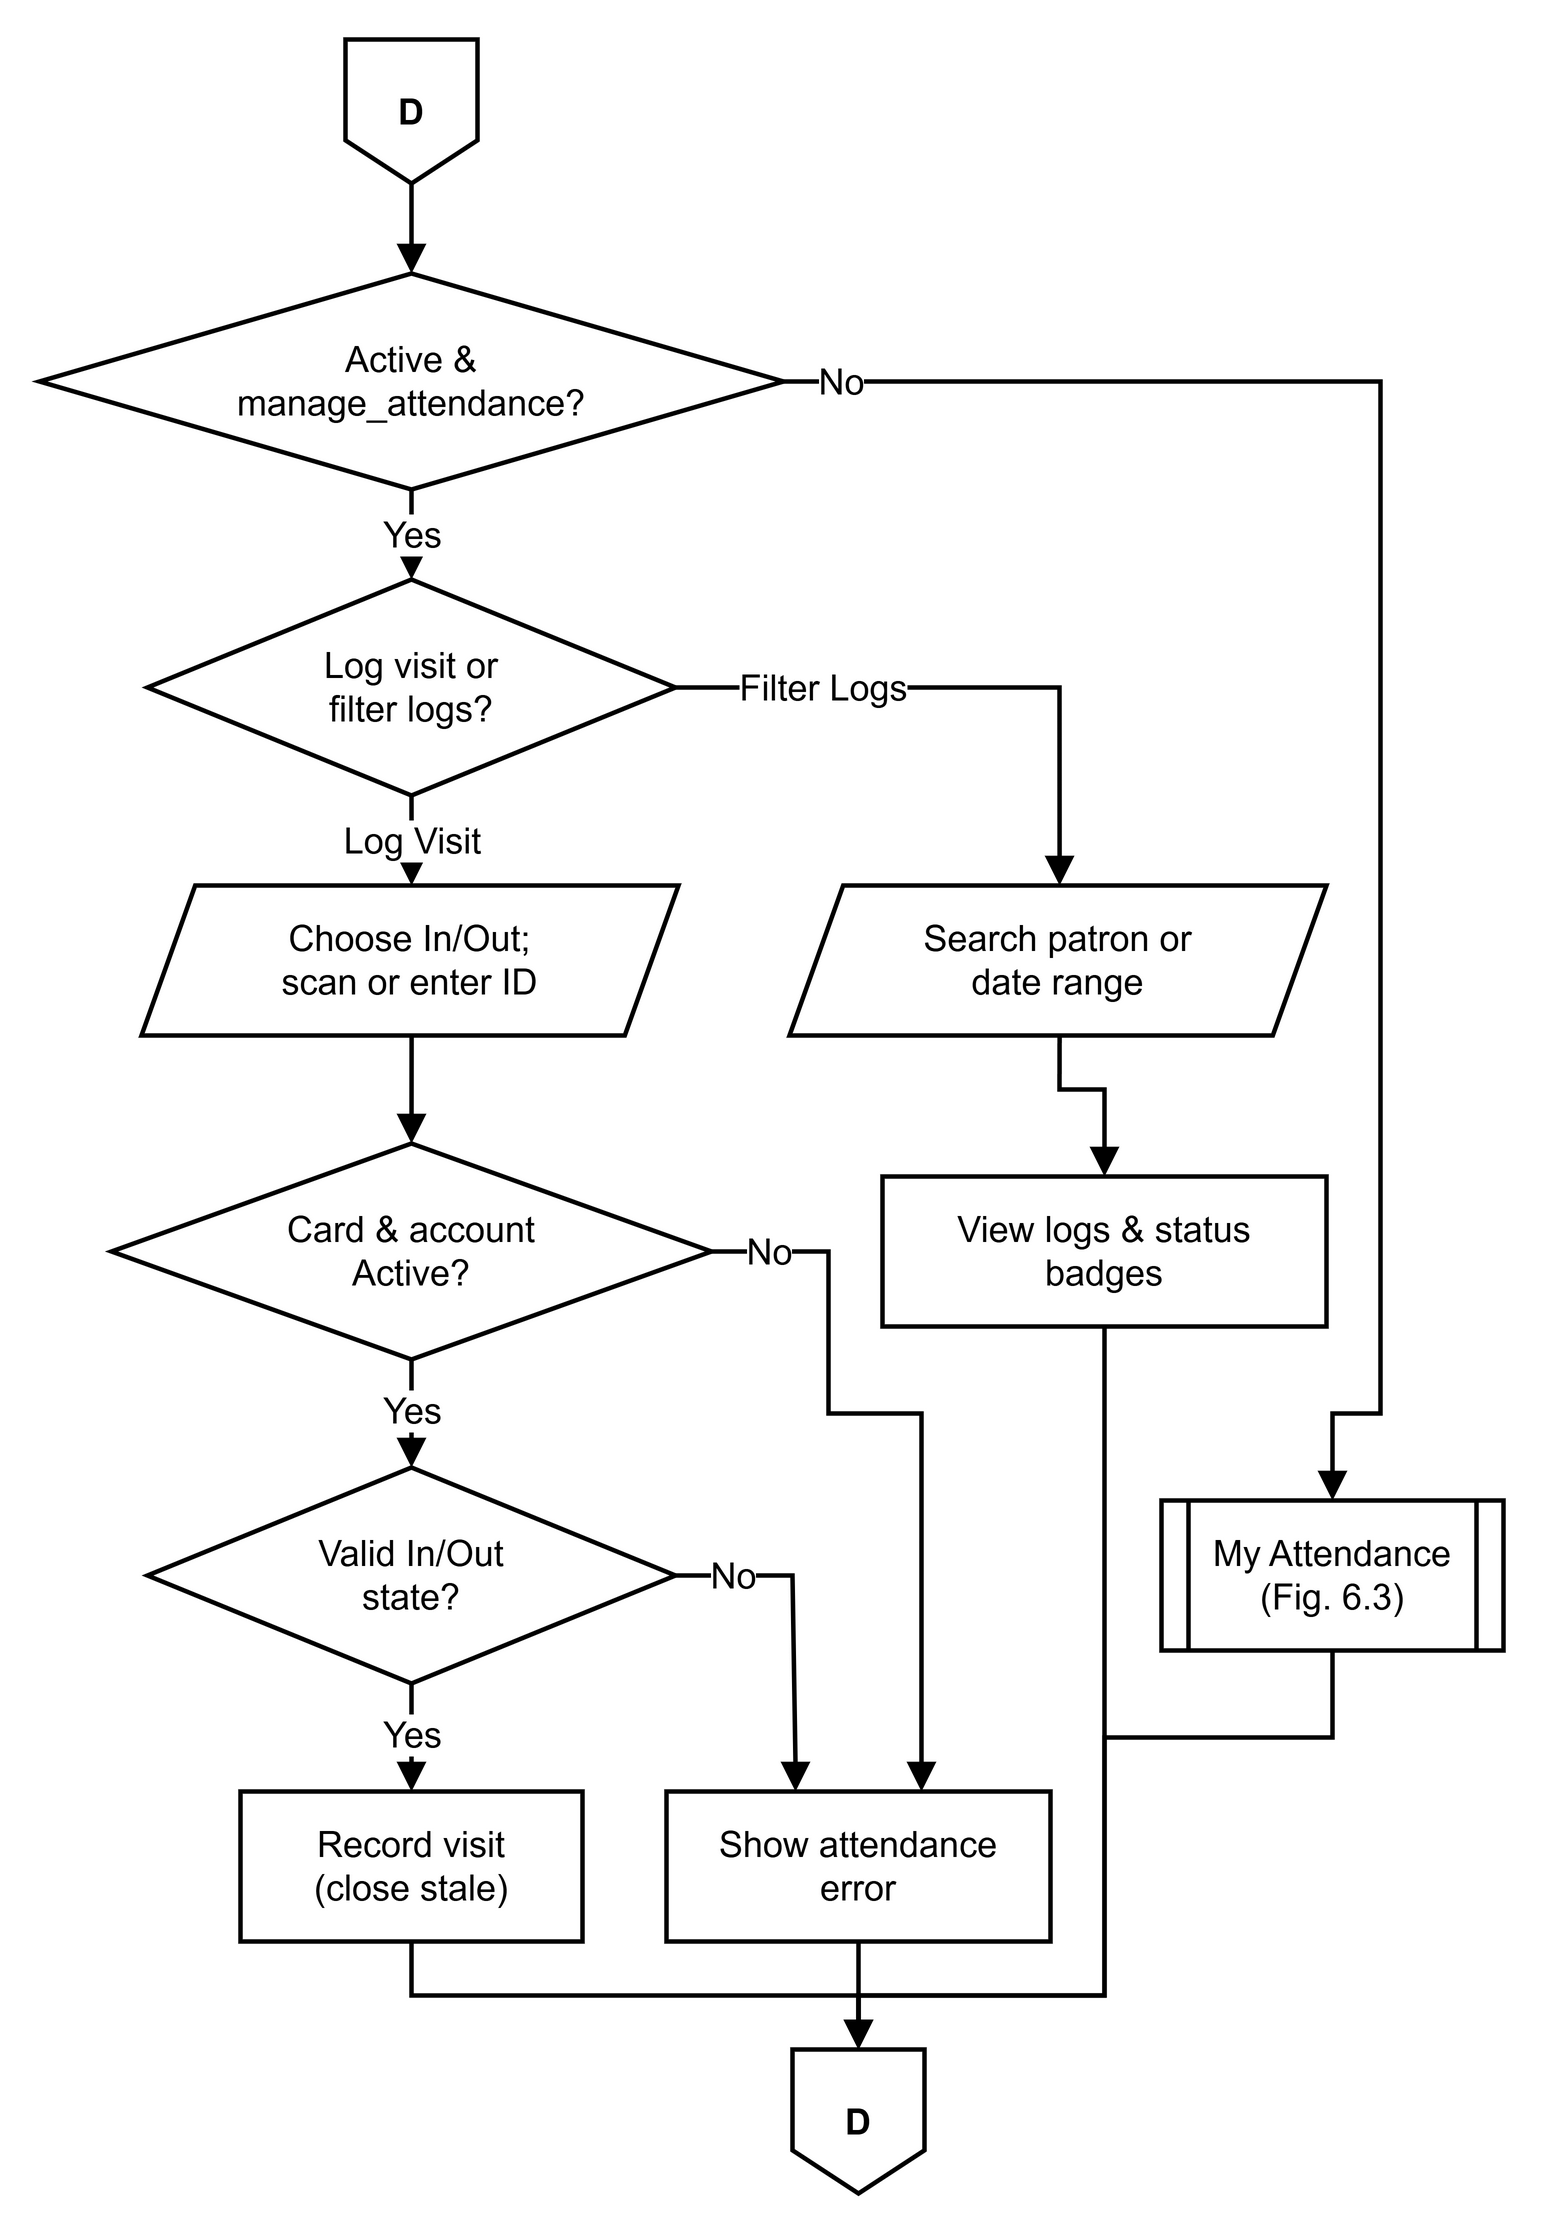 D
Active &
manage_attendance?
No
Yes
Log visit or
filter logs?
Filter Logs
Log Visit
Choose In/Out;
scan or enter ID
Search patron or
date range
Card & account
Active?
No
View logs & status
badges
Yes
Valid In/Out
state?
No
My Attendance
(Fig. 6.3)
Yes
Record visit
(close stale)
Show attendance
error
D